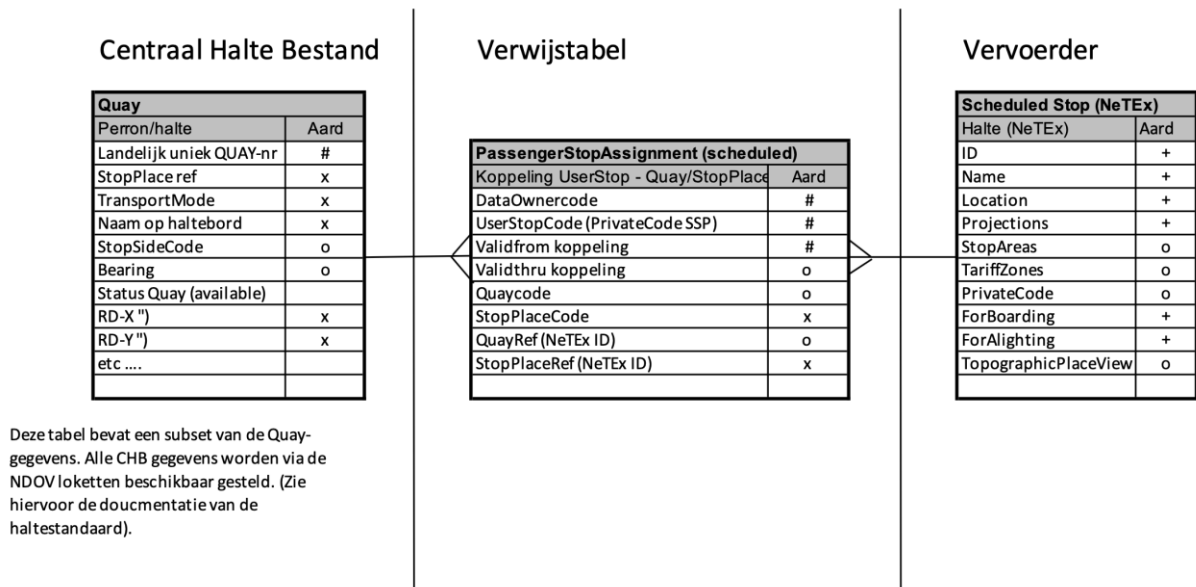 Centraal Halte Bestand
Verwijstabel
Vervoerder
Quay
Perron/halte Aard
Landelijk uniek QUAY-nr #
StopPlace ref x
TransportMode x
Naam op haltebord x
StopSideCode o
Bearing o
Status Quay (available)
RD-X ") x
RD-Y ") x
etc ....
Deze tabel bevat een subset van de Quay-
gegevens. Alle CHB gegevens worden via de
NDOV loketten beschikbaar gesteld. (Zie
hiervoor de doucmentatie van de
haltestandaard).
PassengerStopAssignment (scheduled)
Koppeling UserStop - Quay/StopPlace Aard
DataOwnercode #
UserStopCode (PrivateCode SSP) #
Validfrom koppeling #
Validthru koppeling o
Quaycode o
StopPlaceCode x
QuayRef (NeTEx ID) o
StopPlaceRef (NeTEx ID) x
Scheduled Stop (NeTEx)
Halte (NeTEx) Aard
ID +
Name +
Location +
Projections +
StopAreas o
TariffZones o
PrivateCode o
ForBoarding +
ForAlighting +
TopographicPlaceView o